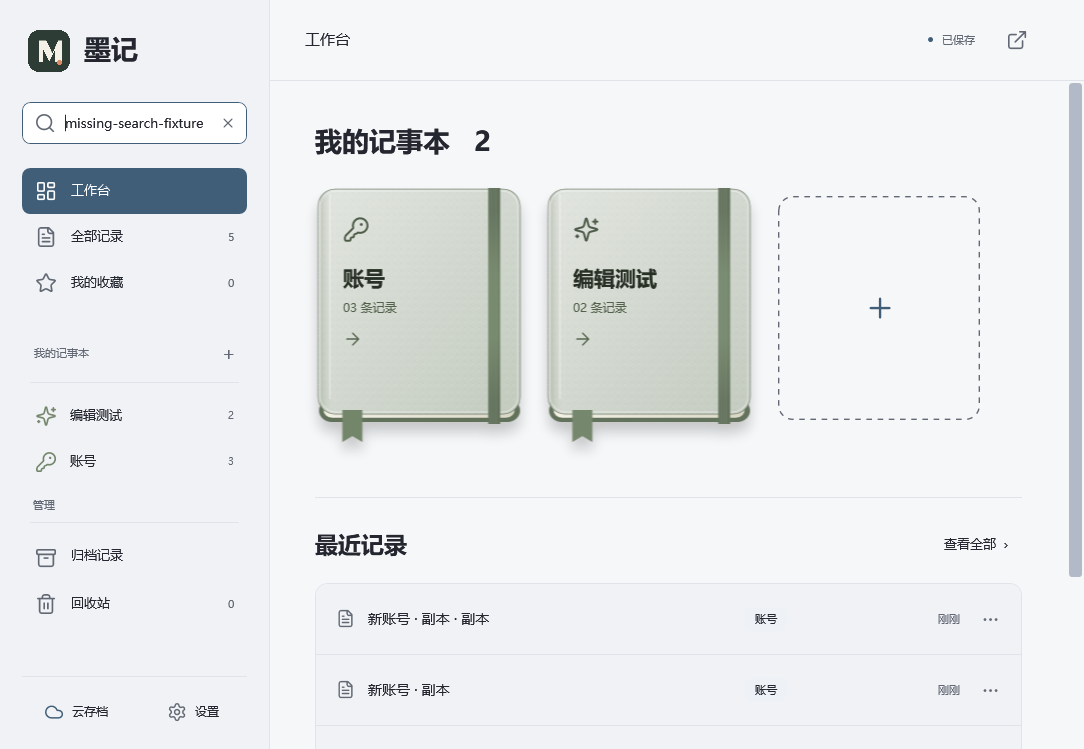 墨记
missing-search-fixture
工作台
全部记录 5
我的收藏 0
我的记事本
编辑测试 2
账号 3
管理
归档记录
回收站 0
云存档 设置
工作台
已保存
我的记事本 2
账号
03 条记录
编辑测试
02 条记录
最近记录
查看全部 ›
新账号 · 副本 · 副本 账号 刚刚
新账号 · 副本 账号 刚刚